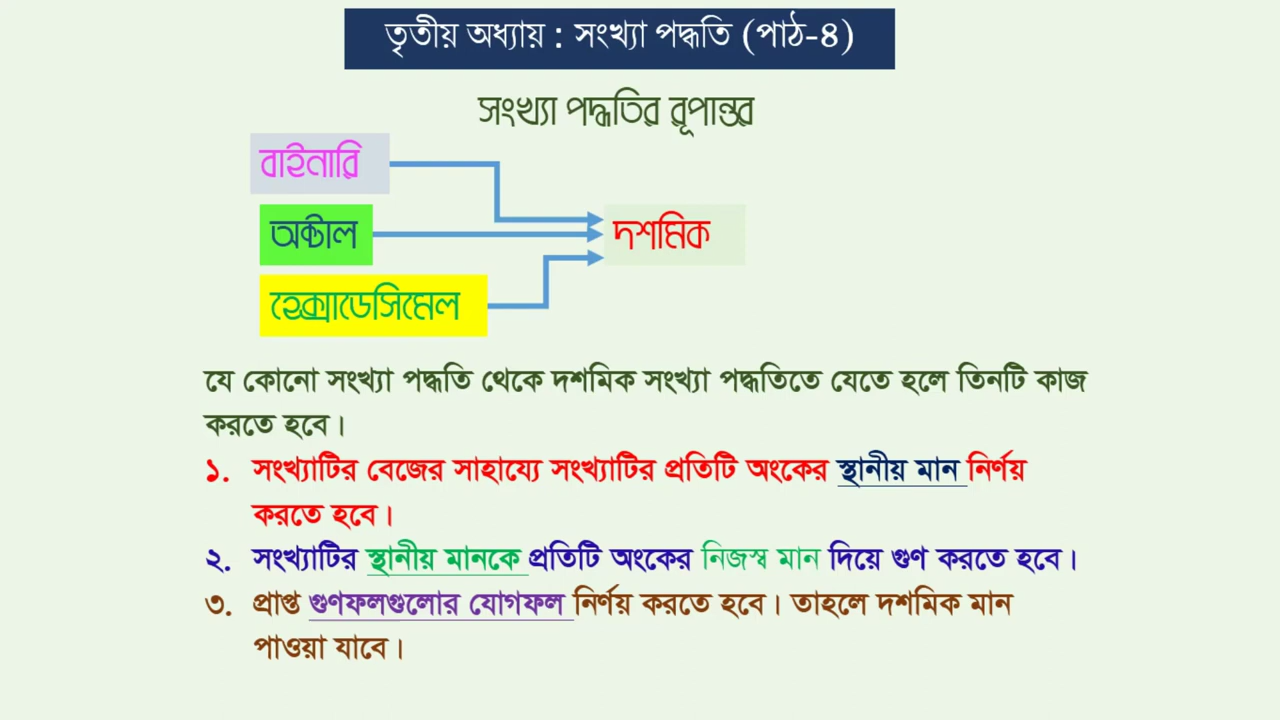 তৃতীয় অধ্যায় : সংখ্যা পদ্ধতি (পাঠ-৪)
সংখ্যা পদ্ধতির রূপান্তর
বাইনারি
অক্টাল
দশমিক
হেক্সাডেসিমেল
যে কোনো সংখ্যা পদ্ধতি থেকে দশমিক সংখ্যা পদ্ধতিতে যেতে হলে তিনটি কাজ
করতে হবে।
১. সংখ্যাটির বেজের সাহায্যে সংখ্যাটির প্রতিটি অংকের স্থানীয় মান নির্ণয়
করতে হবে।
২. সংখ্যাটির স্থানীয় মানকে প্রতিটি অংকের নিজস্ব মান দিয়ে গুণ করতে হবে।
৩. প্রাপ্ত গুণফলগুলোর যোগফল নির্ণয় করতে হবে। তাহলে দশমিক মান
পাওয়া যাবে।